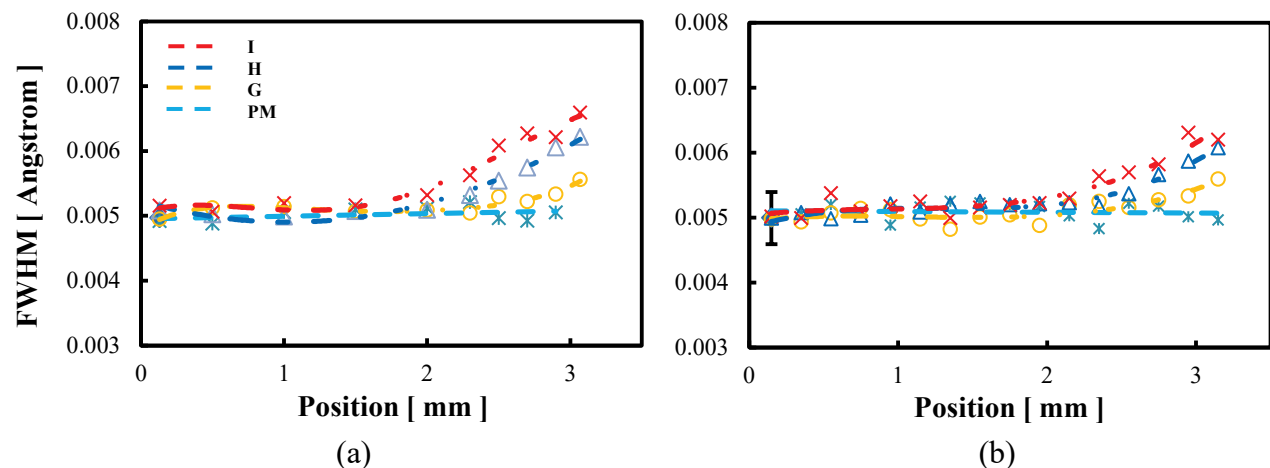 0.008
0.007
0.006
0.005
0.004
0.003
FWHM [ Angstrom ]
I
H
G
PM
0 1 2 3
Position [ mm ]
(a)
0.008
0.007
0.006
0.005
0.004
0.003
0 1 2 3
Position [ mm ]
(b)